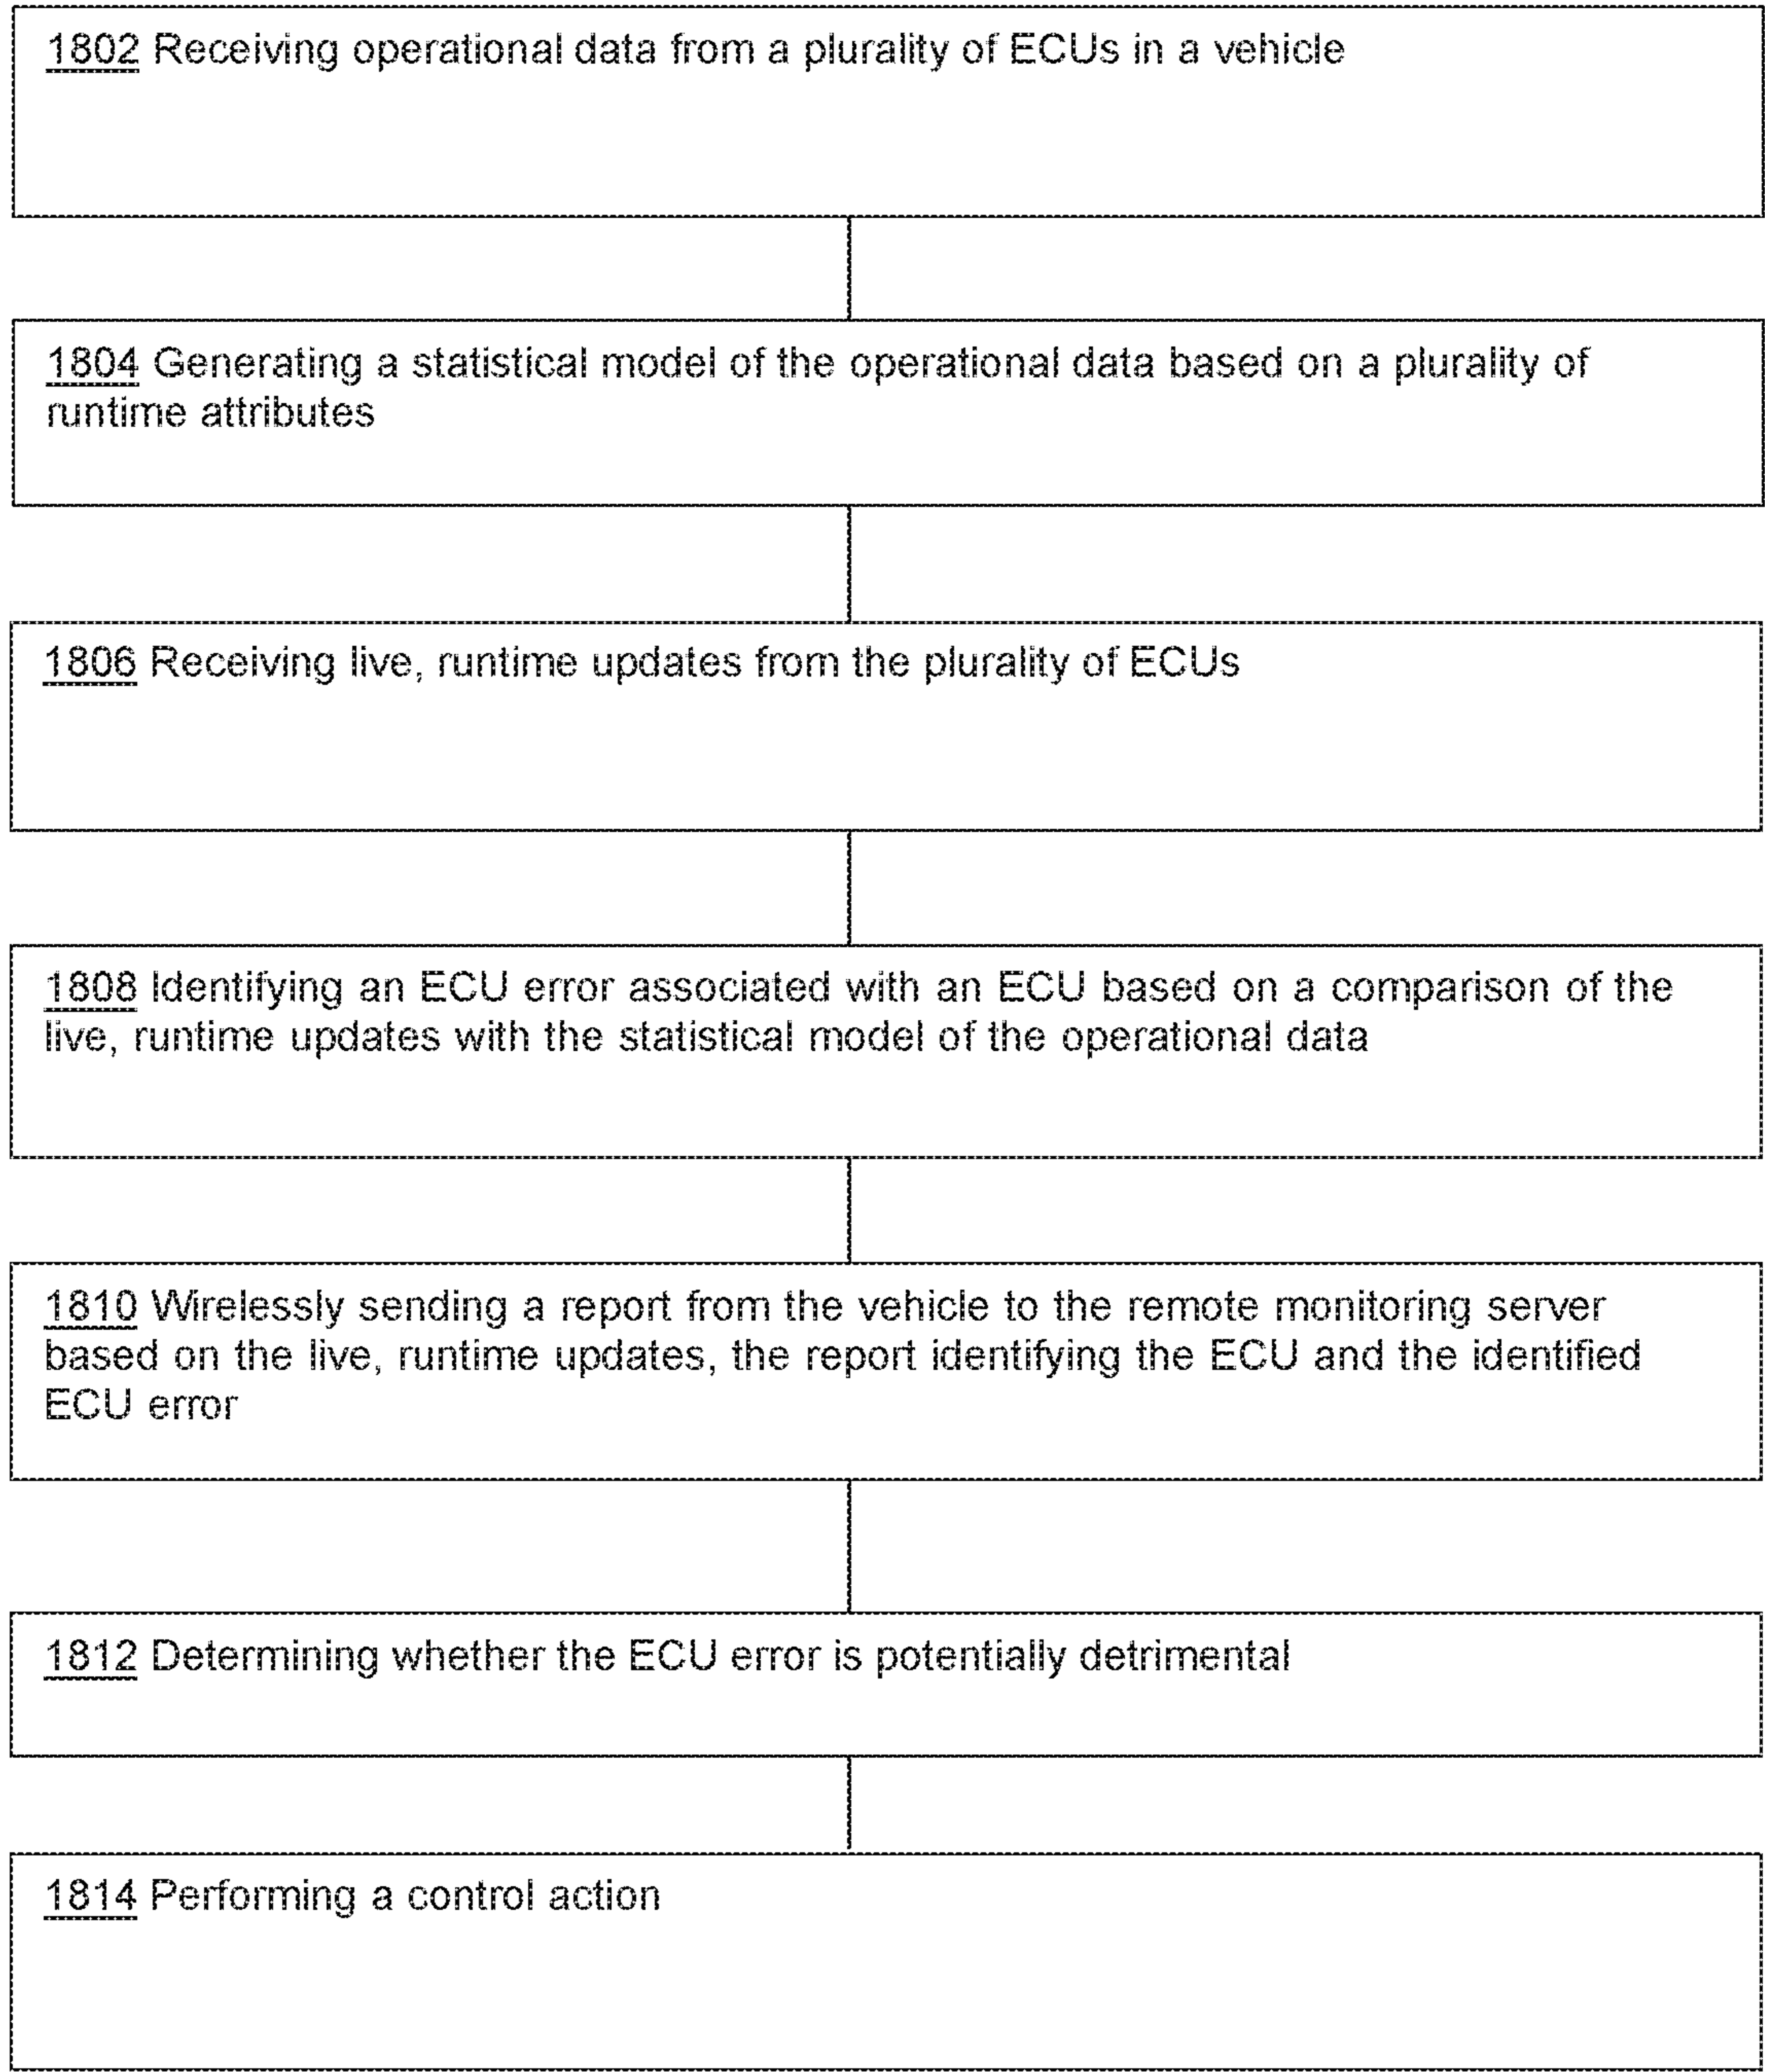 1802 Receiving operational data from a plurality of ECUs in a vehicle
1804 Generating a statistical model of the operational data based on a plurality of
runtime attributes
1806 Receiving live, runtime updates from the plurality of ECUs
1808 Identifying an ECU error associated with an ECU based on a comparison of the
live, runtime updates with the statistical model of the operational data
1810 Wirelessly sending a report from the vehicle to the remote monitoring server
based on the live, runtime updates, the report identifying the ECU and the identified
ECU error
1812 Determining whether the ECU error is potentially detrimental
1814 Performing a control action